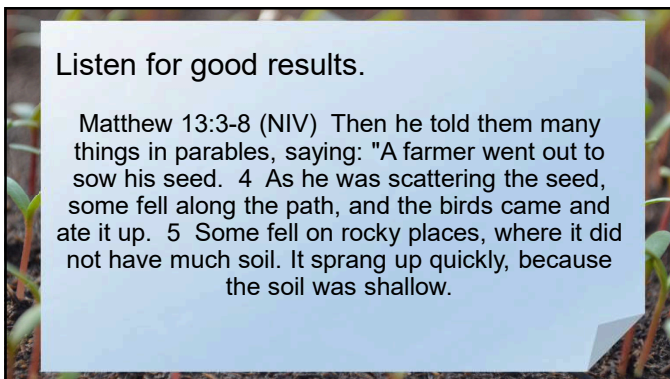 Listen for good results.
Matthew 13:3-8 (NIV)  Then he told them many
things in parables, saying: "A farmer went out to
sow his seed.  4  As he was scattering the seed,
some fell along the path, and the birds came and
ate it up.  5  Some fell on rocky places, where it did
not have much soil. It sprang up quickly, because
the soil was shallow.